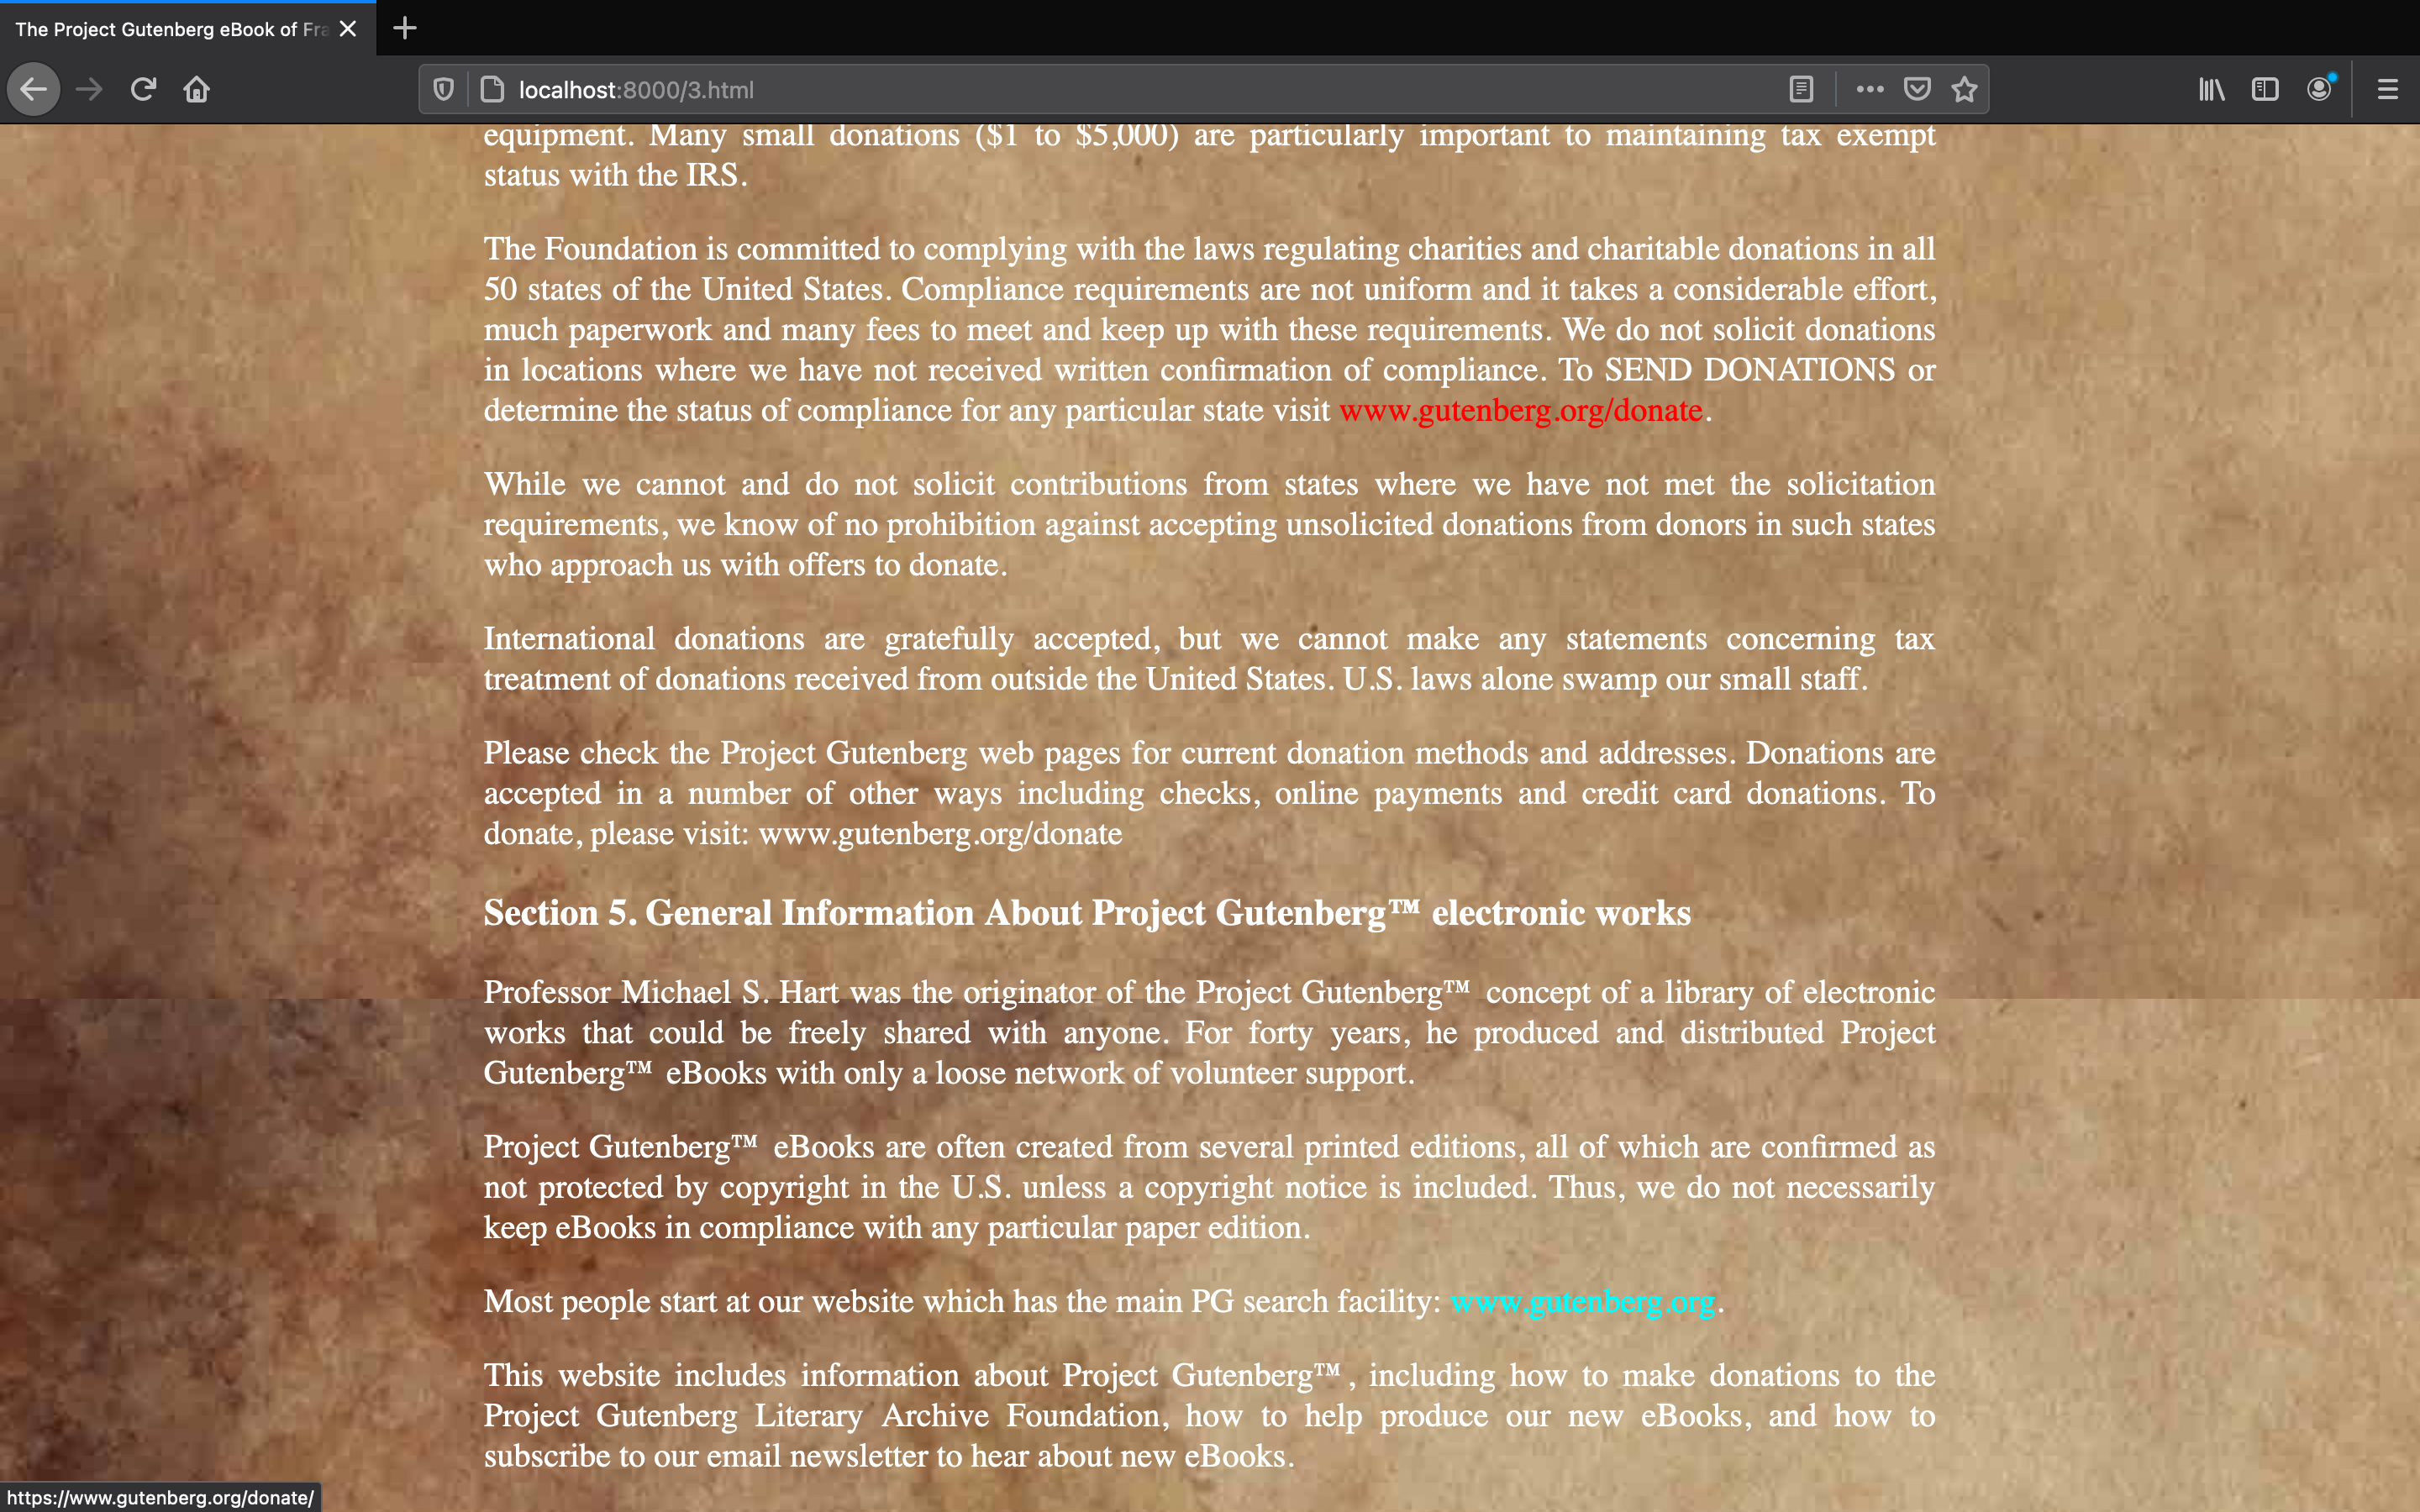 The Project Gutenberg eBook of Fra
localhost:8000/3.html
equipment. Many small donations ($1 to $5,000) are particularly important to maintaining tax exempt
status with the IRS.
The Foundation is committed to complying with the laws regulating charities and charitable donations in all
50 states of the United States. Compliance requirements are not uniform and it takes a considerable effort,
much paperwork and many fees to meet and keep up with these requirements. We do not solicit donations
in locations where we have not received written confirmation of compliance. To SEND DONATIONS or
determine the status of compliance for any particular state visit www.gutenberg.org/donate.
While we cannot and do not solicit contributions from states where we have not met the solicitation
requirements, we know of no prohibition against accepting unsolicited donations from donors in such states
who approach us with offers to donate.
International donations are gratefully accepted, but we cannot make any statements concerning tax
treatment of donations received from outside the United States. U.S. laws alone swamp our small staff.
Please check the Project Gutenberg web pages for current donation methods and addresses. Donations are
accepted in a number of other ways including checks, online payments and credit card donations. To
donate, please visit: www.gutenberg.org/donate
Section 5. General Information About Project Gutenberg™ electronic works
Professor Michael S. Hart was the originator of the Project Gutenberg™ concept of a library of electronic
works that could be freely shared with anyone. For forty years, he produced and distributed Project
Gutenberg™ eBooks with only a loose network of volunteer support.
Project Gutenberg™ eBooks are often created from several printed editions, all of which are confirmed as
not protected by copyright in the U.S. unless a copyright notice is included. Thus, we do not necessarily
keep eBooks in compliance with any particular paper edition.
Most people start at our website which has the main PG search facility: www.gutenberg.org.
This website includes information about Project Gutenberg™, including how to make donations to the
Project Gutenberg Literary Archive Foundation, how to help produce our new eBooks, and how to
subscribe to our email newsletter to hear about new eBooks.
https://www.gutenberg.org/donate/